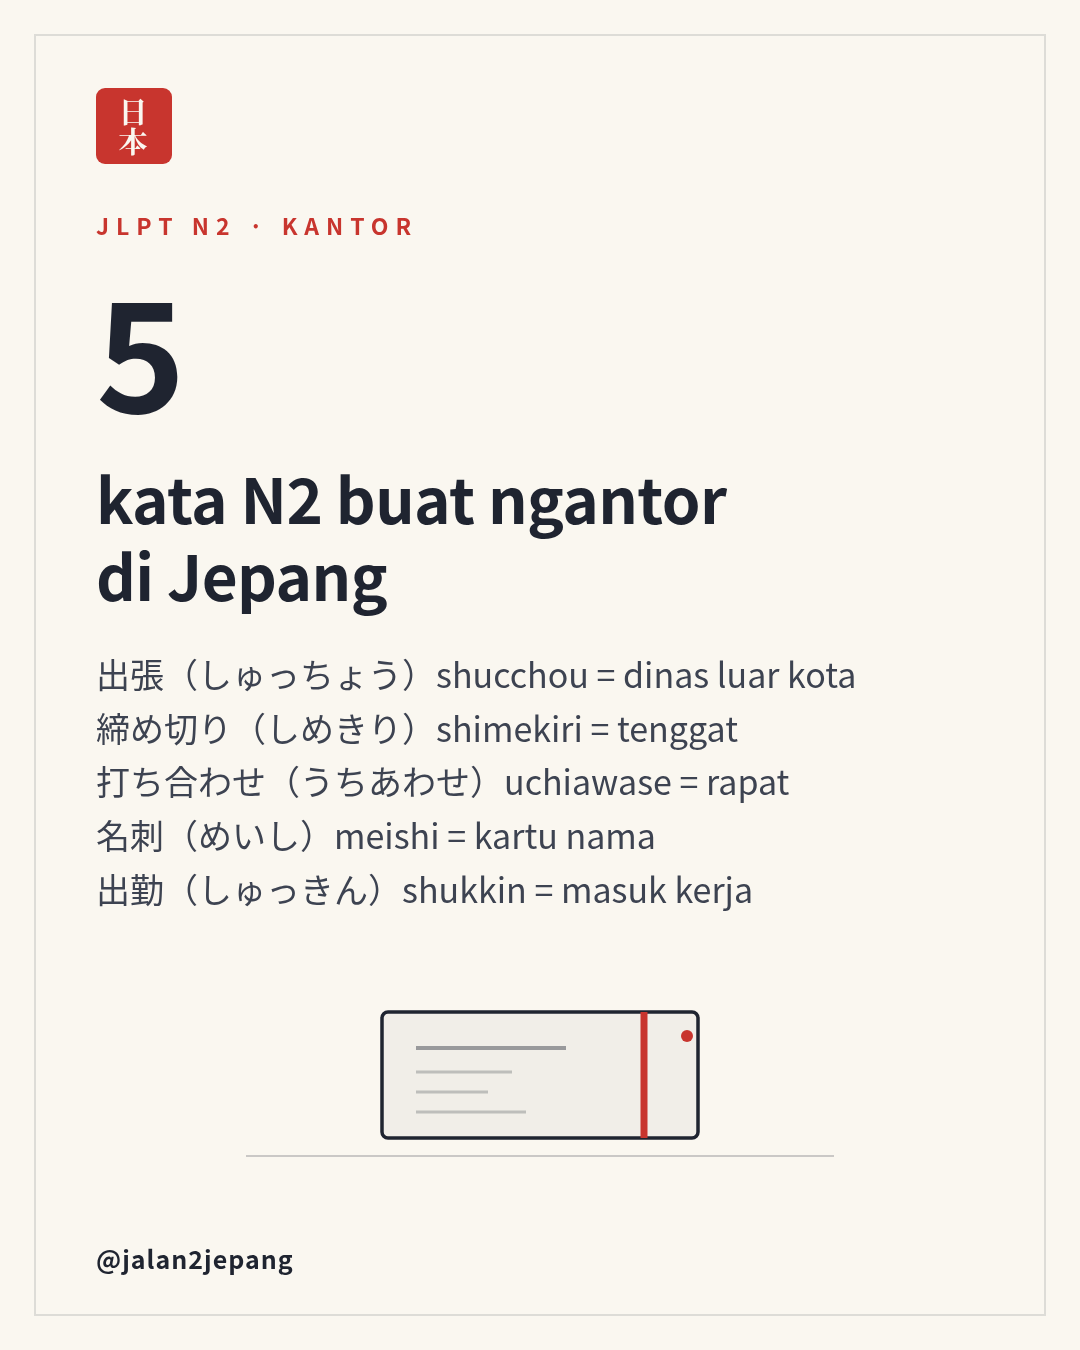 日
本
JLPT N2 · KANTOR
5
kata N2 buat ngantor
di Jepang
出張（しゅっちょう）shucchou = dinas luar kota
締め切り（しめきり）shimekiri = tenggat
打ち合わせ（うちあわせ）uchiawase = rapat
名刺（めいし）meishi = kartu nama
出勤（しゅっきん）shukkin = masuk kerja
@jalan2jepang